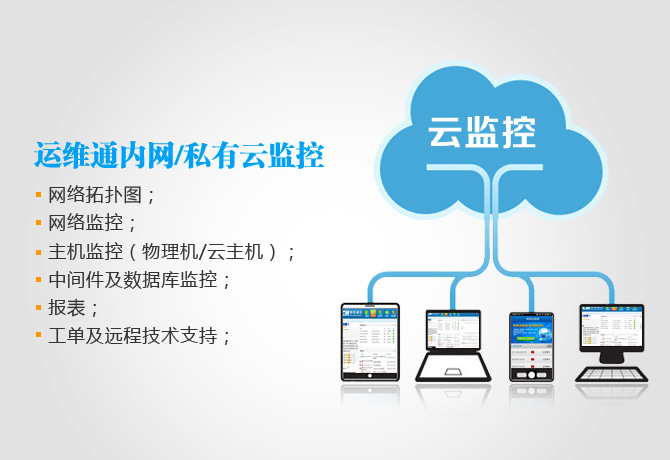 云监控
运维通内网/私有云监控
网络拓扑图；
网络监控；
主机监控（物理机/云主机）；
中间件及数据库监控；
报表；
工单及远程技术支持；